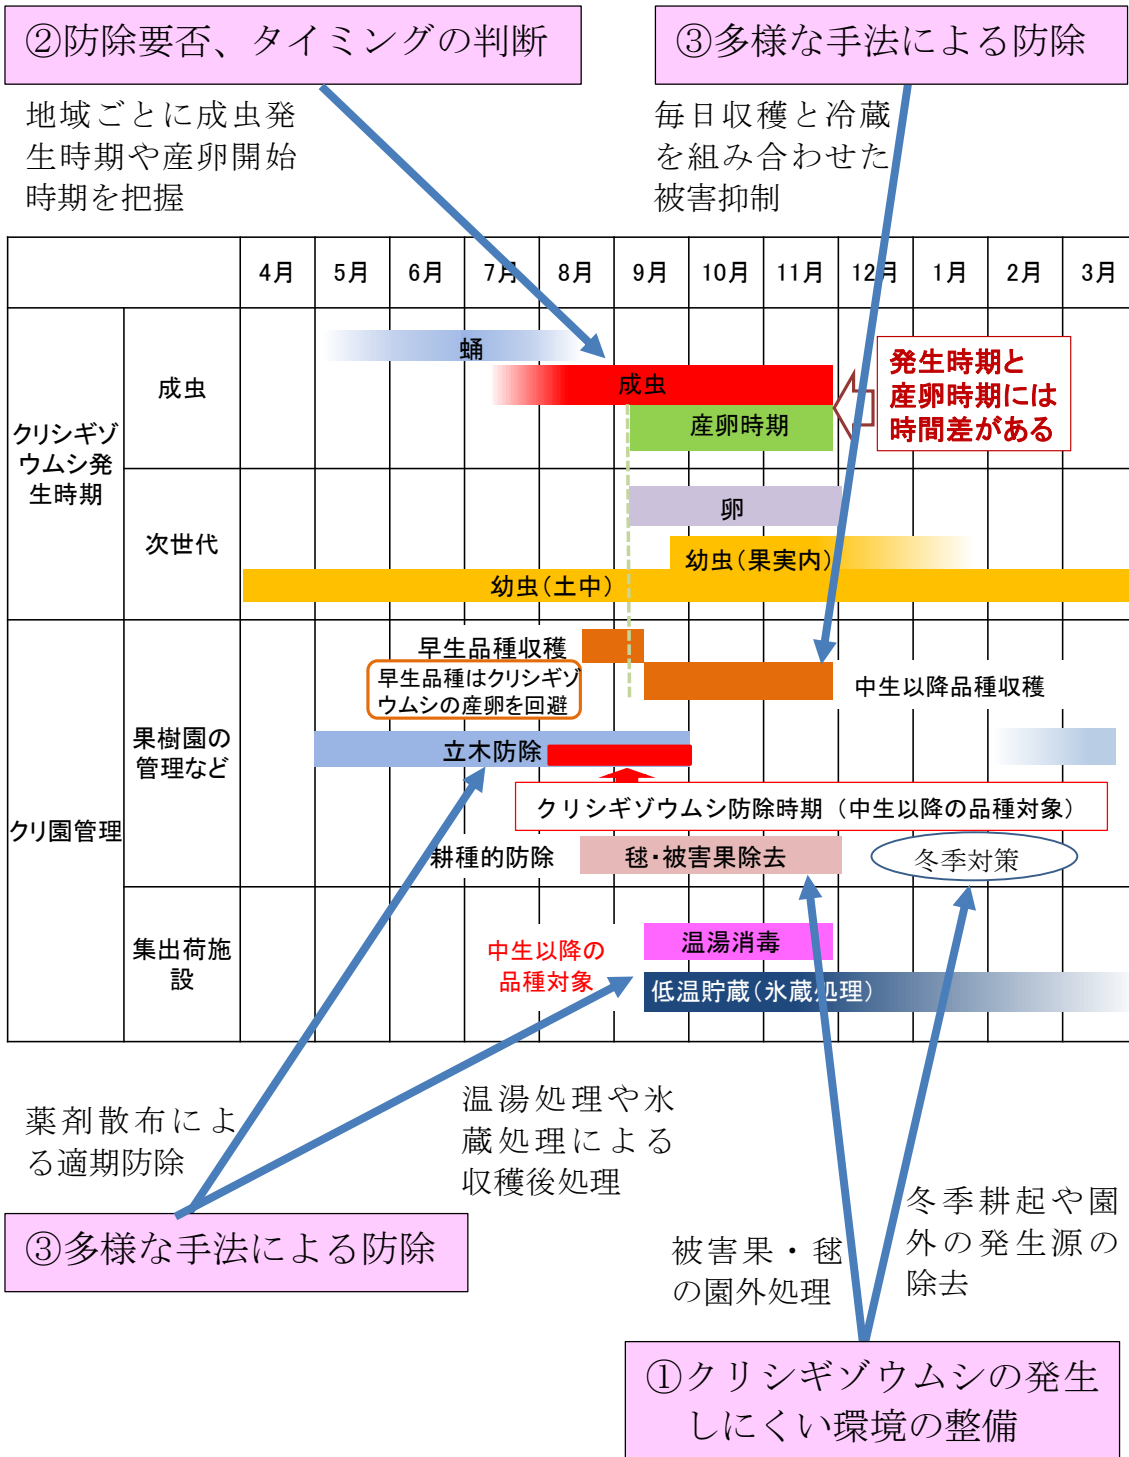 ②防除要否、タイミングの判断
③多様な手法による防除
地域ごとに成虫発
生時期や産卵開始
時期を把握
毎日収穫と冷蔵
を組み合わせた
被害抑制
4月 5月 6月 7月 8月 9月 10月 11月 12月 1月 2月 3月
クリシギゾ
ウムシ発
生時期
成虫
蛹
成虫
産卵時期
発生時期と
産卵時期には
時間差がある
次世代
卵
幼虫(果実内)
幼虫(土中)
クリ園管理
果樹園の
管理など
早生品種収穫
早生品種はクリシギゾ
ウムシの産卵を回避
中生以降品種収穫
立木防除
クリシギゾウムシ防除時期（中生以降の品種対象）
耕種的防除
毬・被害果除去
冬季対策
集出荷施
設
中生以降の
品種対象
温湯消毒
低温貯蔵(氷蔵処理)
薬剤散布によ
る適期防除
温湯処理や氷
蔵処理による
収穫後処理
③多様な手法による防除
被害果・毬
の園外処理
冬季耕起や園
外の発生源の
除去
①クリシギゾウムシの発生
しにくい環境の整備